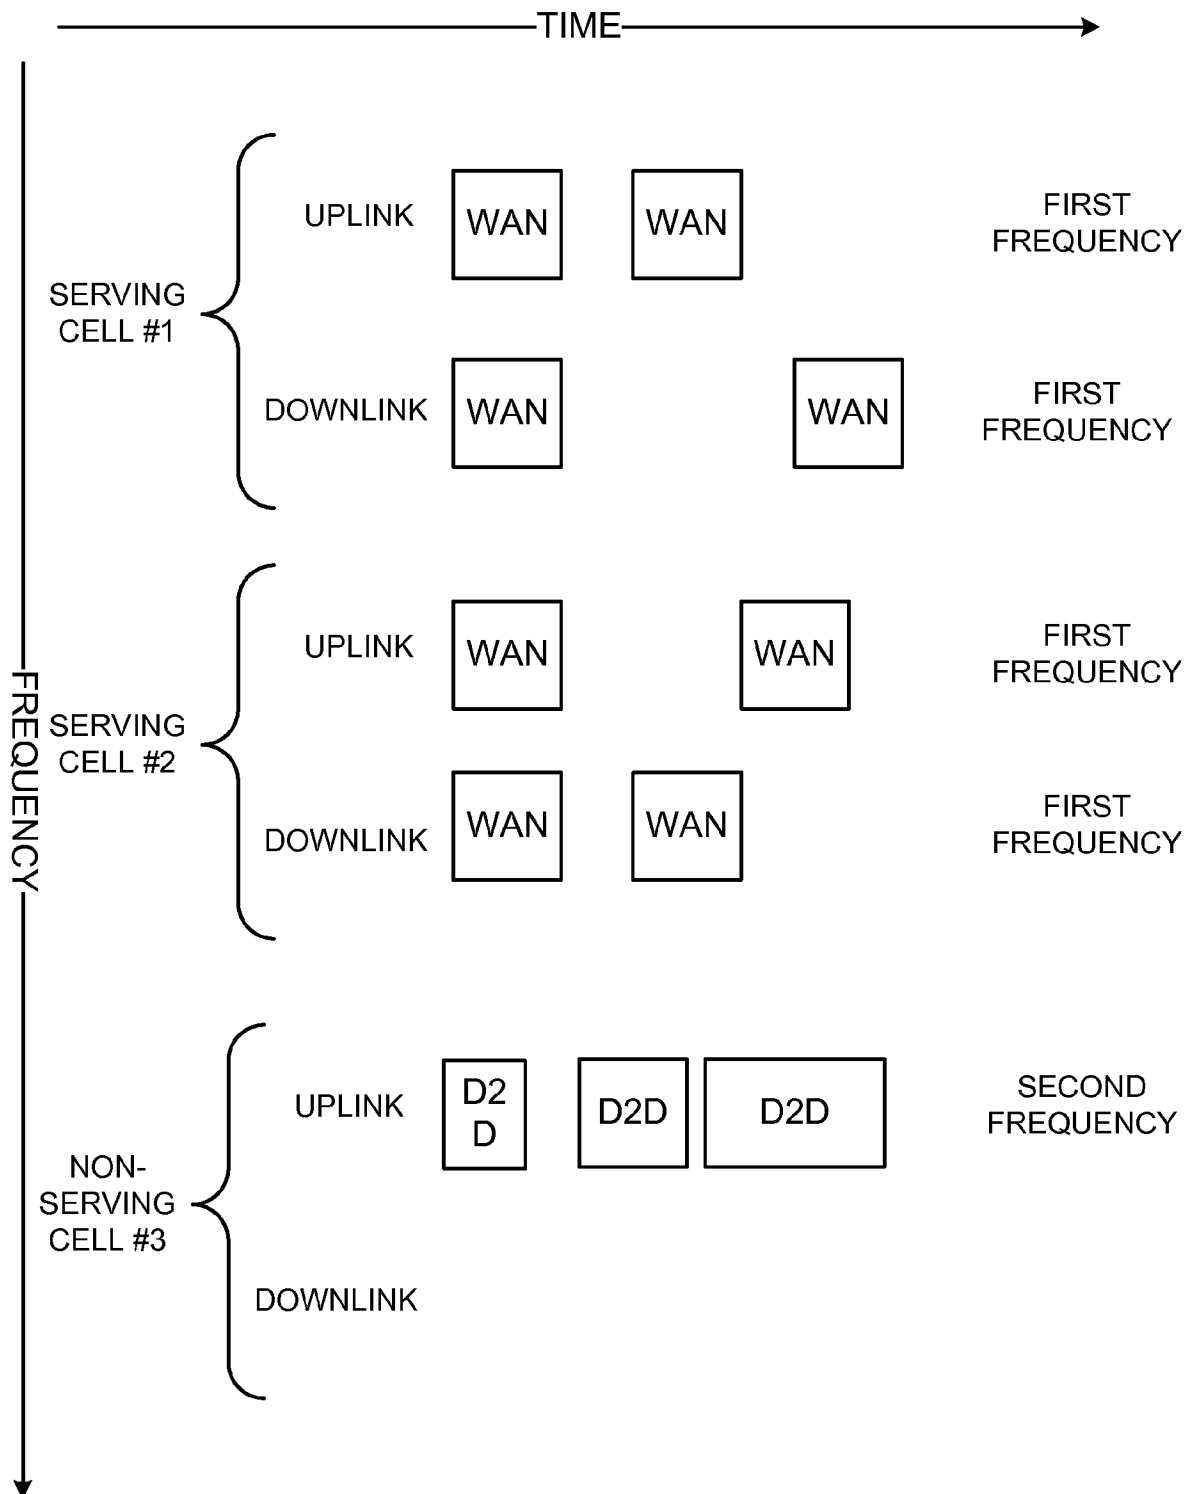 TIME
FREQUENCY
SERVING
CELL #1
UPLINK
WAN
WAN
FIRST
FREQUENCY
DOWNLINK
WAN
WAN
FIRST
FREQUENCY
SERVING
CELL #2
UPLINK
WAN
WAN
FIRST
FREQUENCY
DOWNLINK
WAN
WAN
FIRST
FREQUENCY
NON-
SERVING
CELL #3
UPLINK
D2
D
D2D
D2D
SECOND
FREQUENCY
DOWNLINK